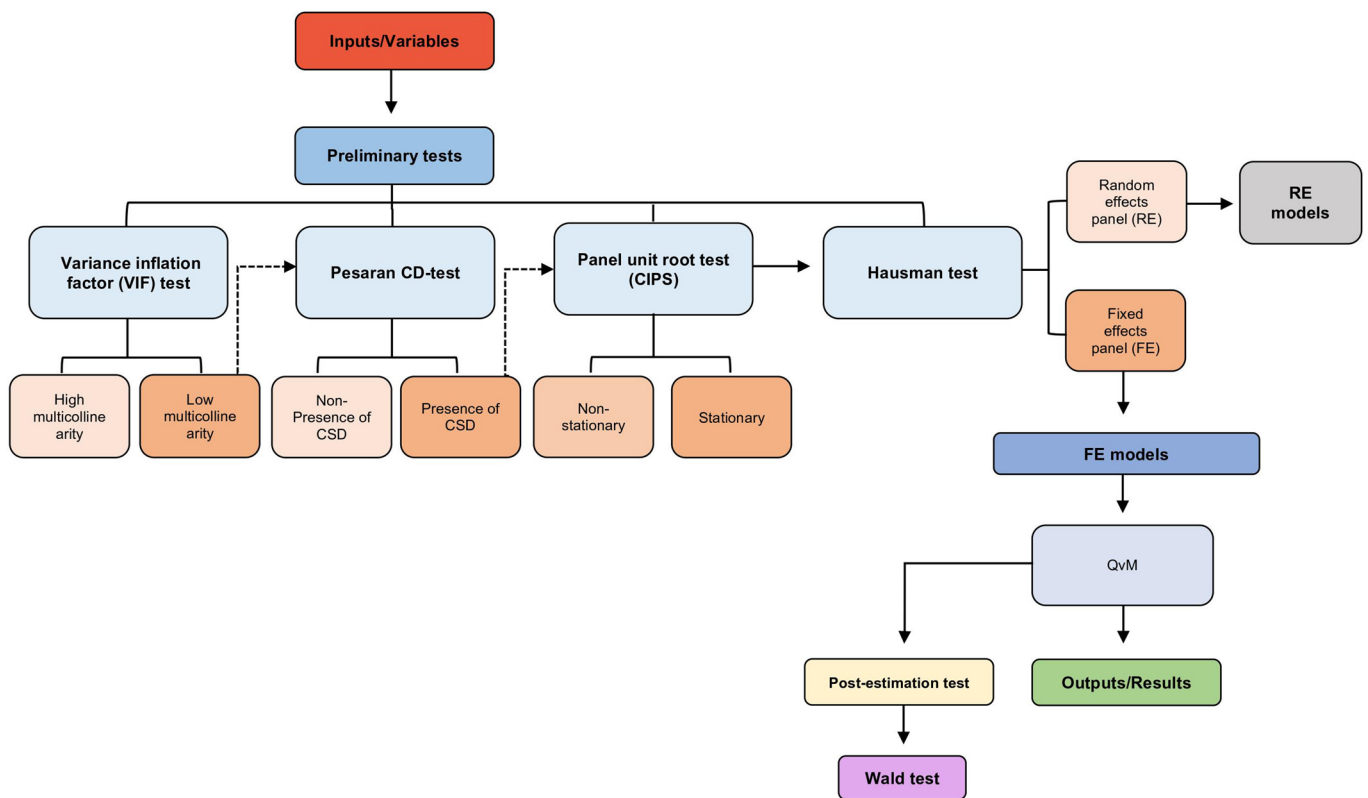 Inputs/Variables
Preliminary tests
Random
effects
panel (RE)
RE
models
Variance inflation
factor (VIF) test
Pesaran CD-test
Panel unit root test
(CIPS)
Hausman test
Fixed
effects
panel (FE)
High
multicolline
arity
Low
multicolline
arity
Non-
Presence of
CSD
Presence of
CSD
Non-
stationary
Stationary
FE models
QvM
Post-estimation test
Outputs/Results
Wald test